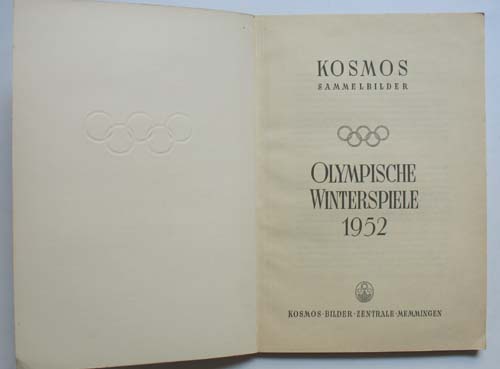 KOSMOS
SAMMELBILDER
OLYMPISCHE
WINTERSPIELE
1952
KOSMOS·BILDER·ZENTRALE·MEMMINGEN